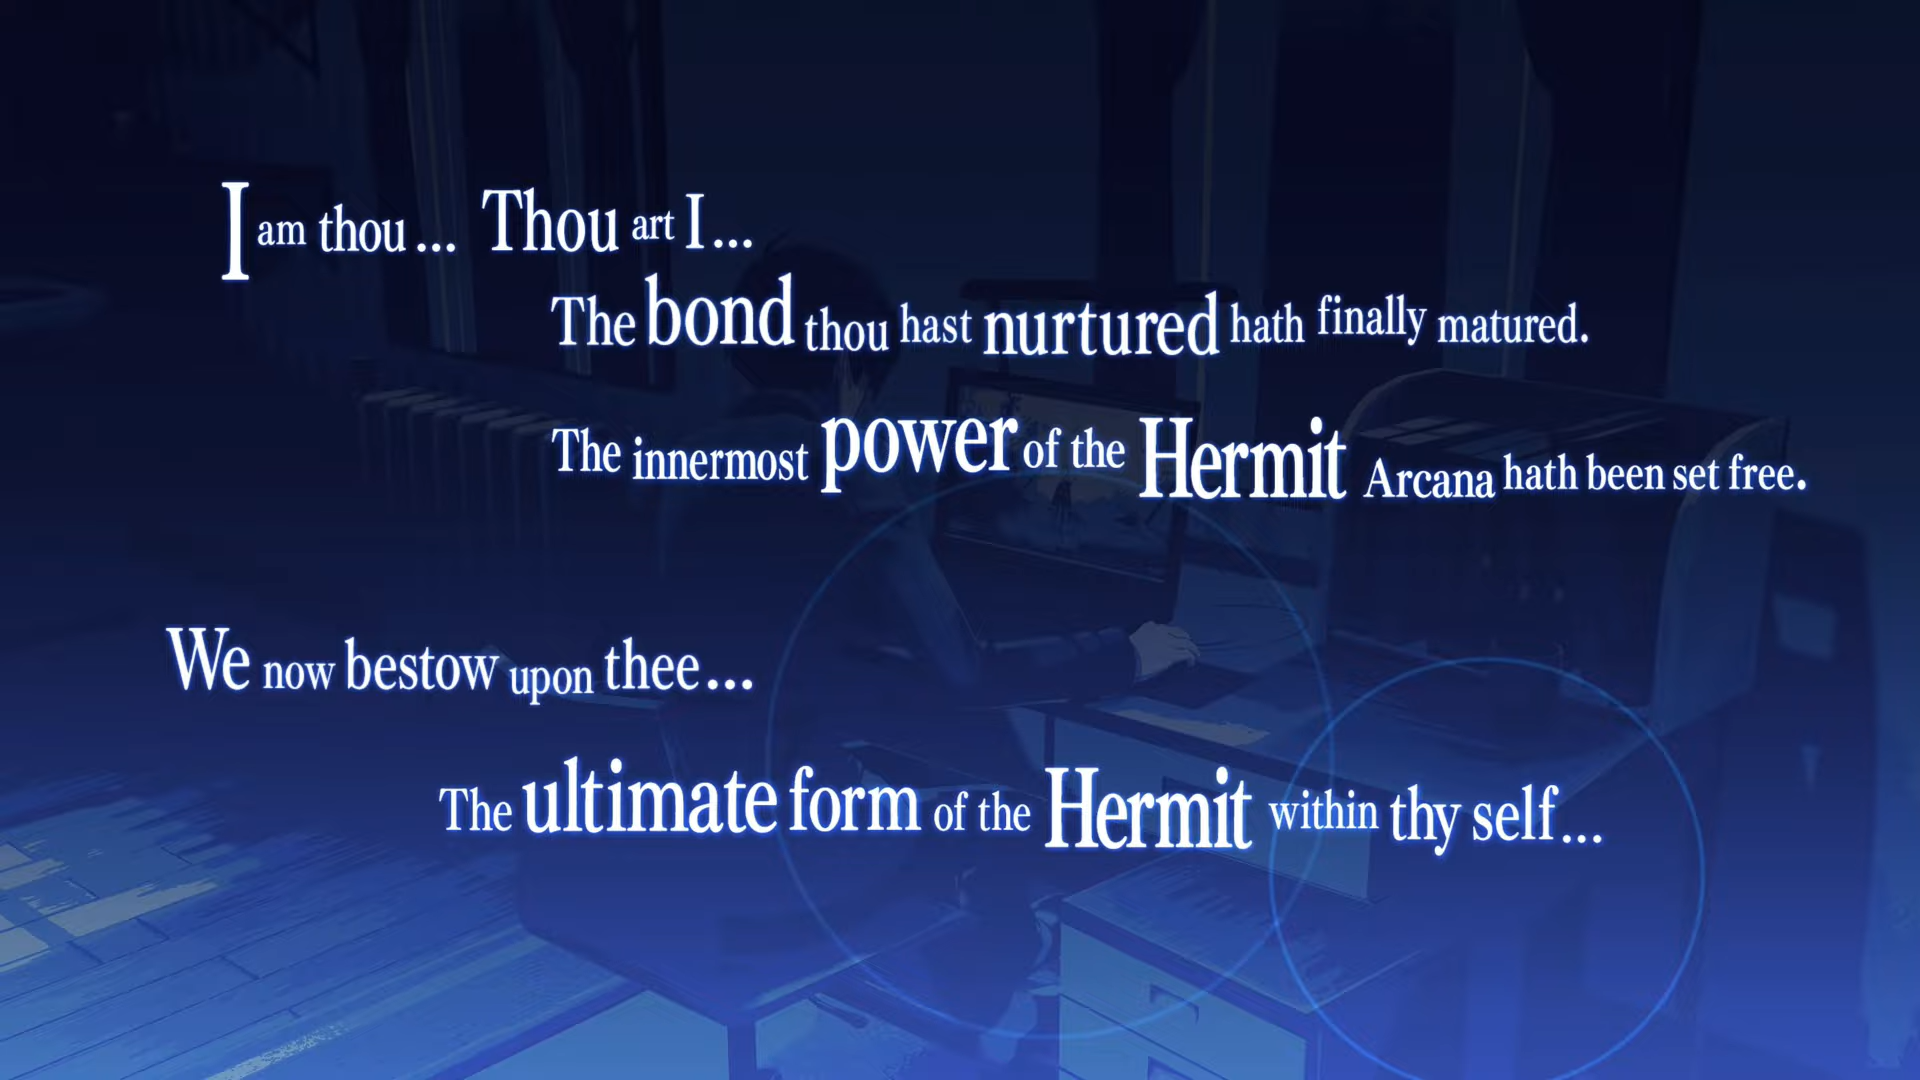 I am thou... Thou art I...
The bond thou hast nurtured hath finally matured.
The innermost power of the Hermit Arcana hath been set free.
We now bestow upon thee...
The ultimate form of the Hermit within thy self...